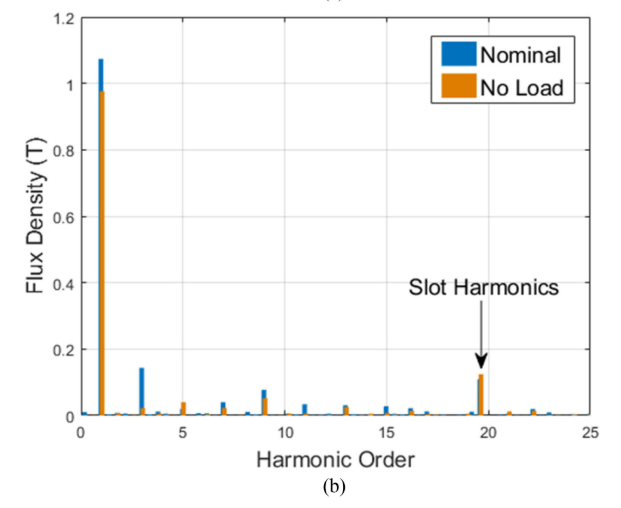 1.2
Nominal
1
No Load
0.8
Flux Density (T)
0.6
0.4
Slot Harmonics
0.2
0
0 5 10 15 20 25
Harmonic Order
(b)